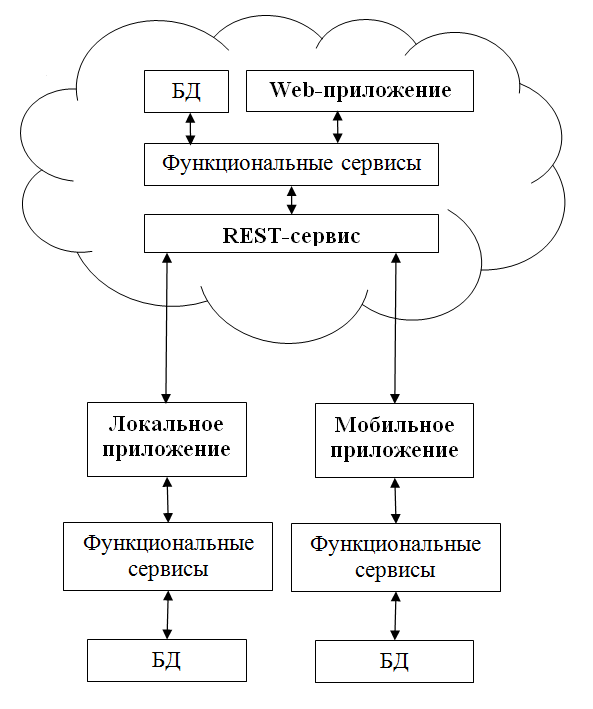 БД
Web-приложение
Функциональные сервисы
REST-сервис
Локальное
приложение
Мобильное
приложение
Функциональные
сервисы
Функциональные
сервисы
БД
БД